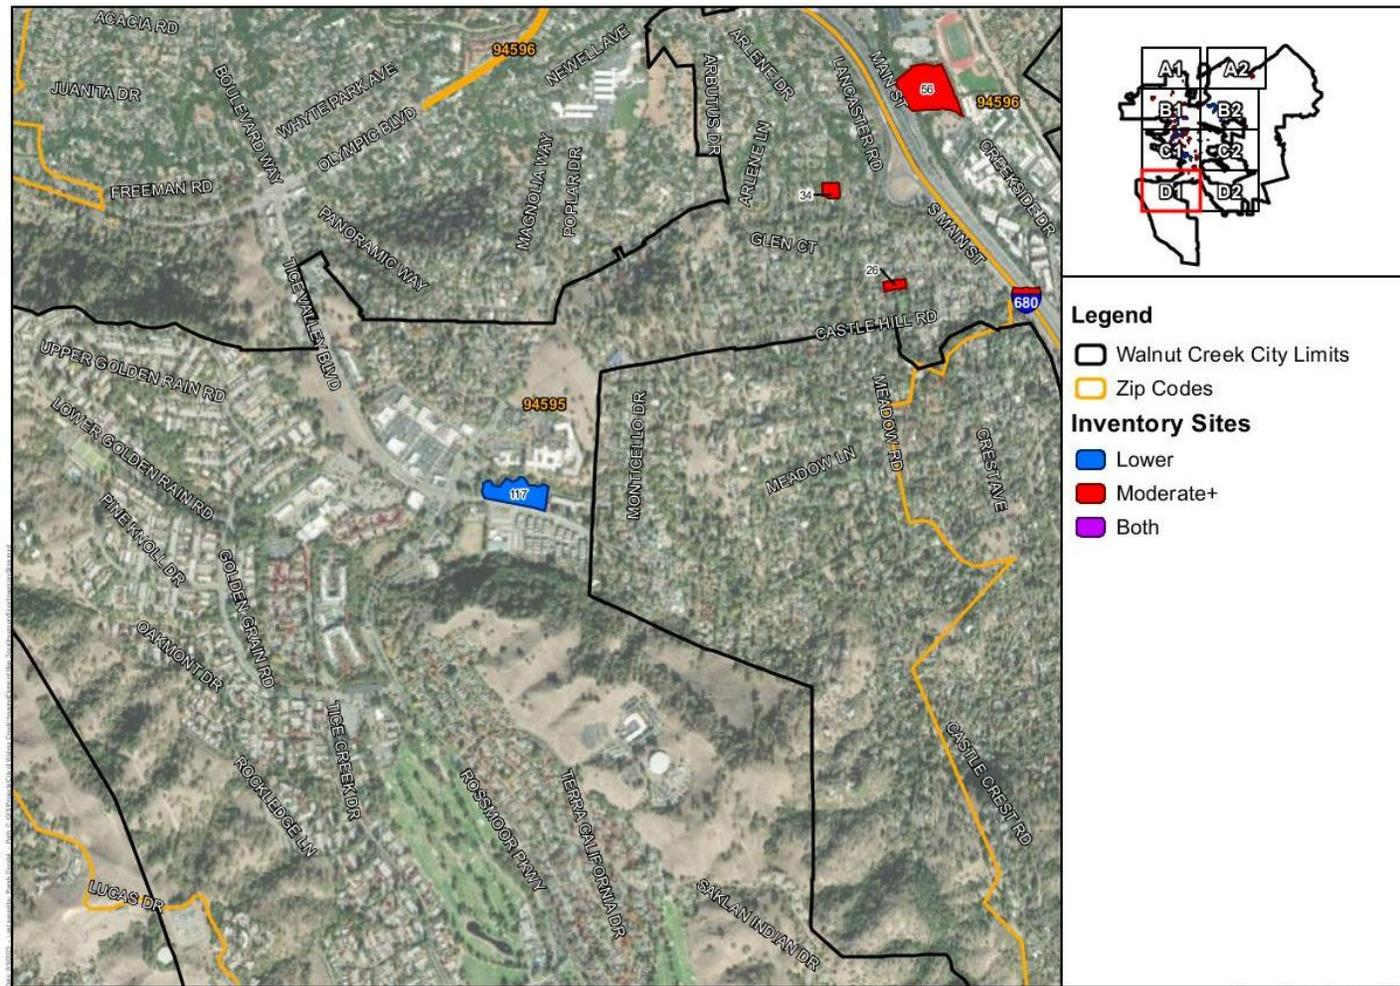 ACACIA RD
94596
NEWELL AVE
ARLENE DR
MAIN ST
JUANITA DR
BOULEVARD WAY
WHYTE PARK AVE
OLYMPIC BLVD
ARBUTUS DR
LANCASTER RD
56
94596
FREEMAN RD
MAGNOLIA WAY
POPLAR DR
ARLENE LN
34
CREEKSIDE DR
PANORAMIC WAY
GLEN CT
S MAIN ST
26
TICE VALLEY BLVD
680
CASTLE HILL RD
UPPER GOLDEN RAIN RD
94595
LOWER GOLDEN RAIN RD
MONTICELLO DR
MEADOW RD
MEADOW LN
CREST AVE
117
PINE KNOLL DR
GOLDEN GRAIN RD
OAKMONT DR
TICE CREEK DR
ROCKLEDGE LN
ROSSMOOR PKWY
TERRA CALIFORNIA DR
CASTLE CREST RD
LUCAS DR
SAKLAN INDIAN DR
A1
A2
B1
B2
C1
C2
D1
D2
Legend
Walnut Creek City Limits
Zip Codes
Inventory Sites
Lower
Moderate+
Both